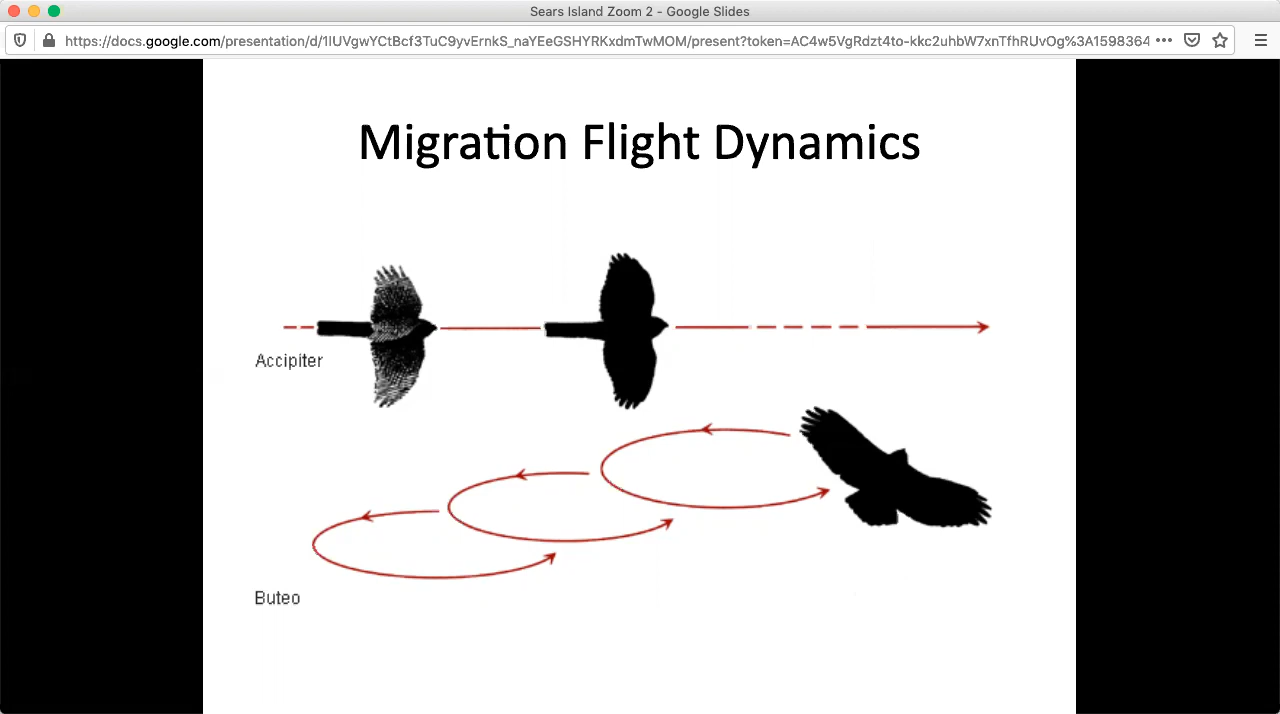 Sears Island Zoom 2 - Google Slides
https://docs.google.com/presentation/d/1IUVgwYCtBcf3TuC9yvErnkS_naYEeGSHYRKxdmTwMOM/present?token=AC4w5VgRdzt4to-kkc2uhbW7xnTfhRUvOg%3A1598364
Migration Flight Dynamics
Accipiter
Buteo